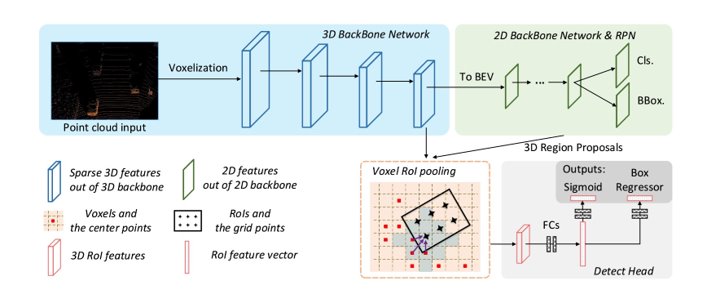 3D BackBone Network
2D BackBone Network & RPN
Voxelization
To BEV
...
Cls.
BBox.
Point cloud input
3D Region Proposals
Sparse 3D features
out of 3D backbone
2D features
out of 2D backbone
Voxels and
the center points
RoIs and
the grid points
3D RoI features
RoI feature vector
Voxel RoI pooling
Outputs:
Sigmoid
Box
Regressor
FCs
Detect Head